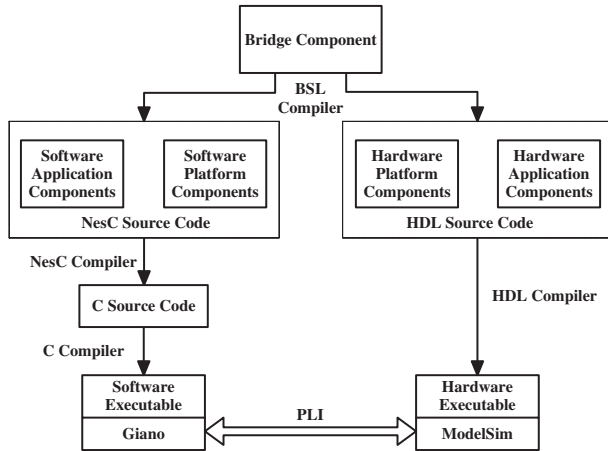 Bridge Component
BSL
Compiler
Software
Application
Components
Software
Platform
Components
NesC Source Code
Hardware
Platform
Components
Hardware
Application
Components
HDL Source Code
NesC Compiler
C Source Code
HDL Compiler
C Compiler
Software
Executable
Giano
PLI
Hardware
Executable
ModelSim